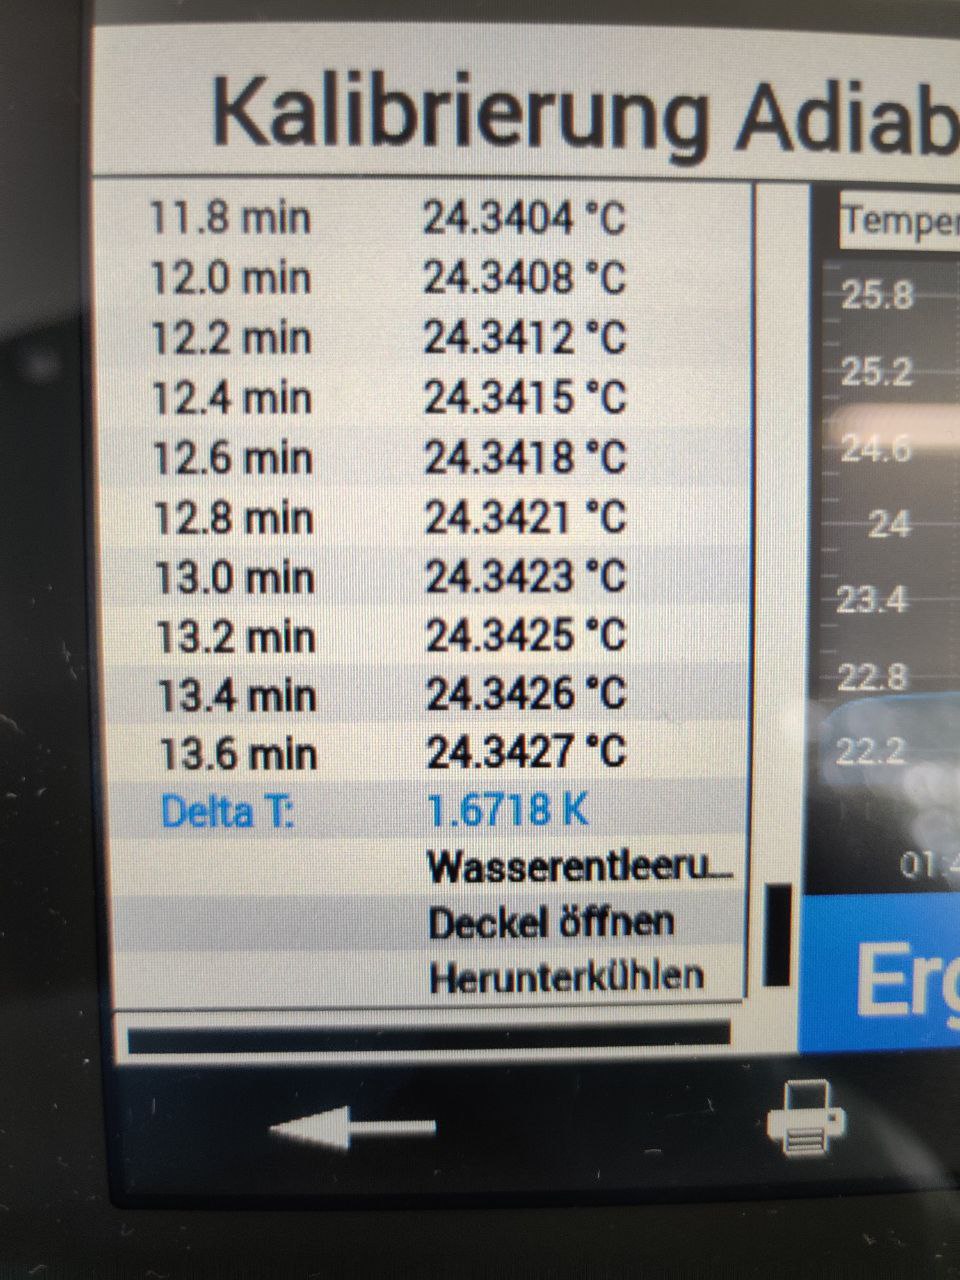 Kalibrierung Adiab
11.8 min 24.3404 °C
12.0 min 24.3408 °C
12.2 min 24.3412 °C
12.4 min 24.3415 °C
12.6 min 24.3418 °C
12.8 min 24.3421 °C
13.0 min 24.3423 °C
13.2 min 24.3425 °C
13.4 min 24.3426 °C
13.6 min 24.3427 °C
Delta T: 1.6718 K
Wasserentleeru...
Deckel öffnen
Herunterkühlen
Temper
25.8
25.2
24.6
24
23.4
22.8
22.2
01:4
Erg